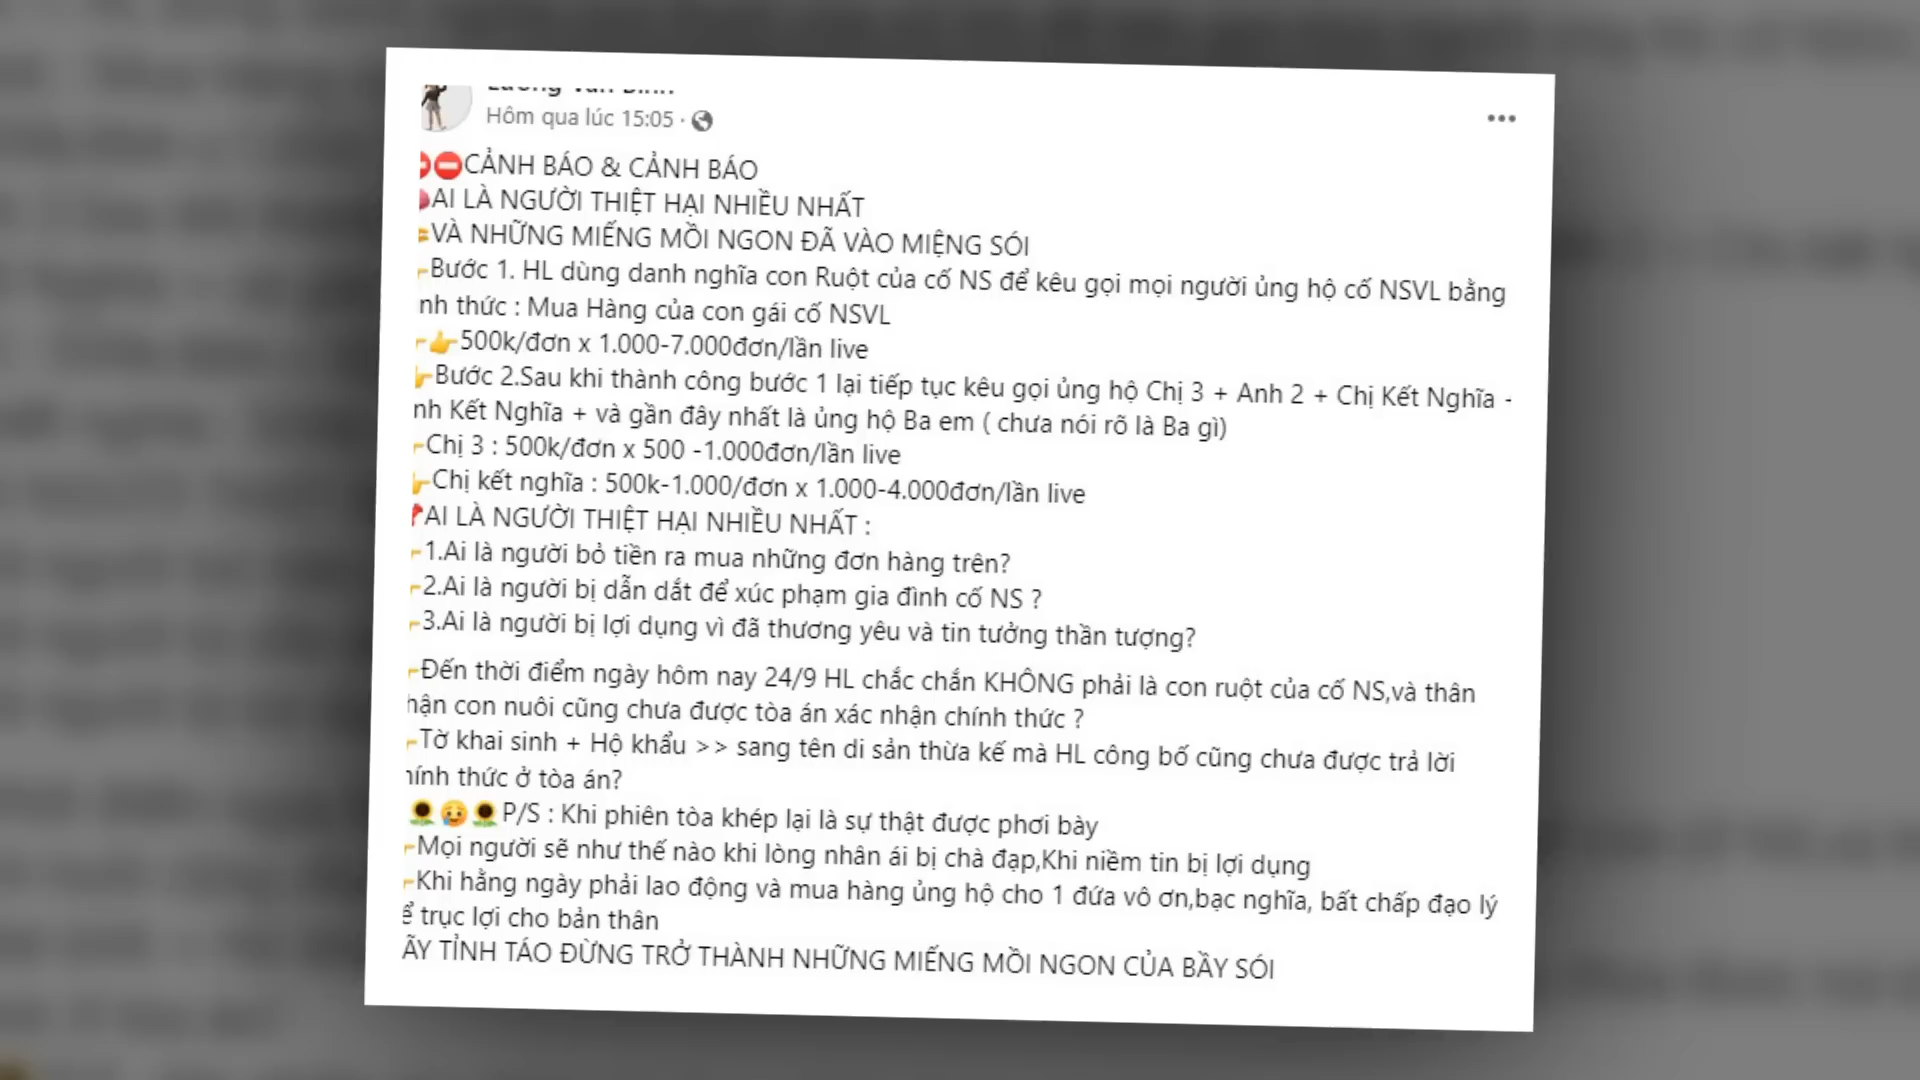 Hôm qua lúc 15:05 ·
⛔⛔CẢNH BÁO & CẢNH BÁO
AI LÀ NGƯỜI THIỆT HẠI NHIỀU NHẤT
VÀ NHỮNG MIẾNG MỒI NGON ĐÃ VÀO MIỆNG SÓI
Bước 1. HL dùng danh nghĩa con Ruột của cố NS để kêu gọi mọi người ủng hộ cố NSVL bằng
nh thức : Mua Hàng của con gái cố NSVL
👉500k/đơn x 1.000-7.000đơn/lần live
👉Bước 2.Sau khi thành công bước 1 lại tiếp tục kêu gọi ủng hộ Chị 3 + Anh 2 + Chị Kết Nghĩa -
nh Kết Nghĩa + và gần đây nhất là ủng hộ Ba em ( chưa nói rõ là Ba gì)
Chị 3 : 500k/đơn x 500 -1.000đơn/lần live
👉Chị kết nghĩa : 500k-1.000/đơn x 1.000-4.000đơn/lần live
AI LÀ NGƯỜI THIỆT HẠI NHIỀU NHẤT :
1.Ai là người bỏ tiền ra mua những đơn hàng trên?
2.Ai là người bị dẫn dắt để xúc phạm gia đình cố NS ?
3.Ai là người bị lợi dụng vì đã thương yêu và tin tưởng thần tượng?
Đến thời điểm ngày hôm nay 24/9 HL chắc chắn KHÔNG phải là con ruột của cố NS,và thân
hận con nuôi cũng chưa được tòa án xác nhận chính thức ?
Tờ khai sinh + Hộ khẩu >> sang tên di sản thừa kế mà HL công bố cũng chưa được trả lời
hính thức ở tòa án?
🌻😢🌻P/S : Khi phiên tòa khép lại là sự thật được phơi bày
Mọi người sẽ như thế nào khi lòng nhân ái bị chà đạp,Khi niềm tin bị lợi dụng
Khi hằng ngày phải lao động và mua hàng ủng hộ cho 1 đứa vô ơn,bạc nghĩa, bất chấp đạo lý
ể trục lợi cho bản thân
ÃY TỈNH TÁO ĐỪNG TRỞ THÀNH NHỮNG MIẾNG MỒI NGON CỦA BẦY SÓI